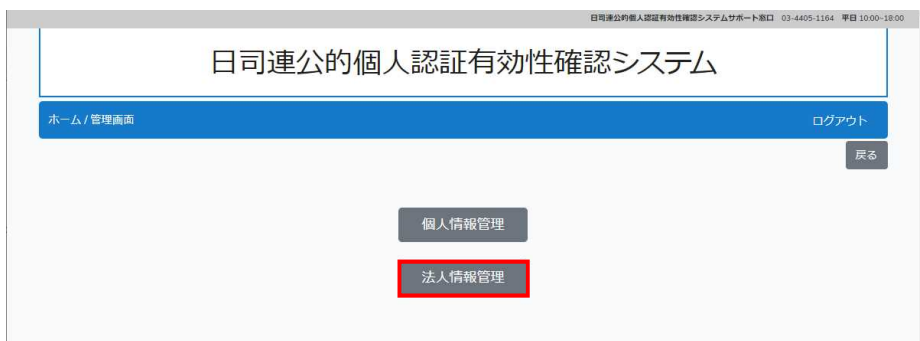 日司連公的個人認証有効性確認システムサポート窓口 03-4405-1164 平日 10:00~18:00
日司連公的個人認証有効性確認システム
ホーム / 管理画面 ログアウト
戻る
個人情報管理
法人情報管理